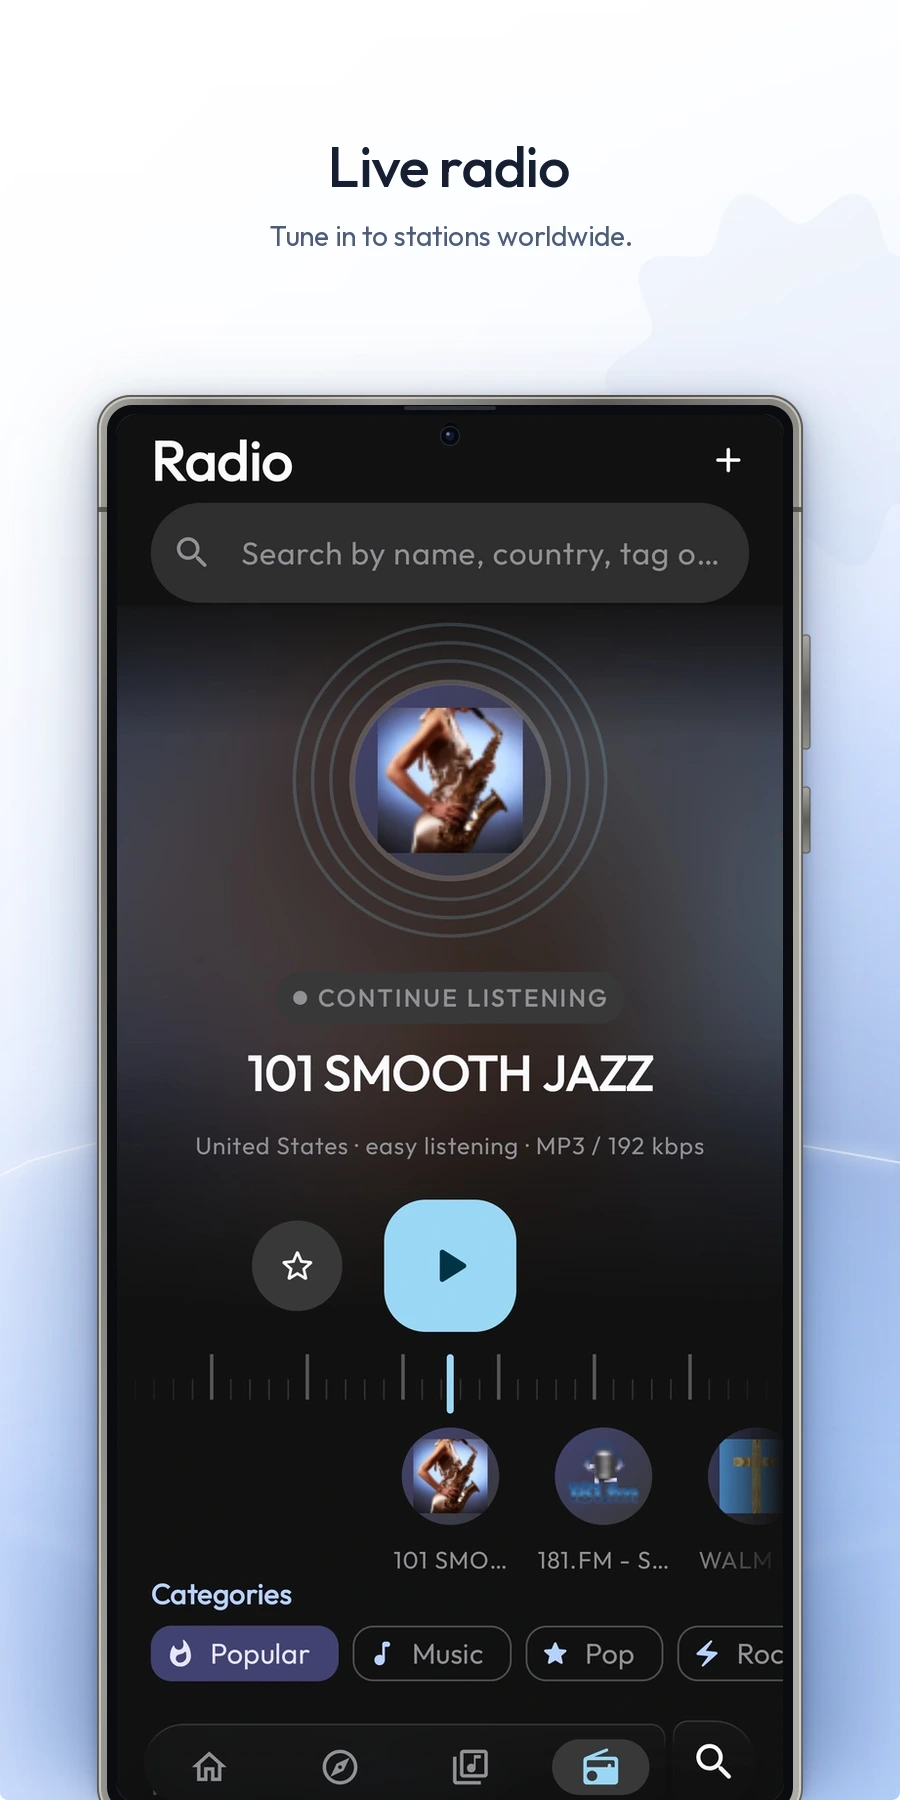 Live radio
Tune in to stations worldwide.
Radio
Search by name, country, tag o...
CONTINUE LISTENING
101 SMOOTH JAZZ
United States · easy listening · MP3 / 192 kbps
101 SMO... 181.FM - S... WALM
Categories
Popular Music Pop Roc